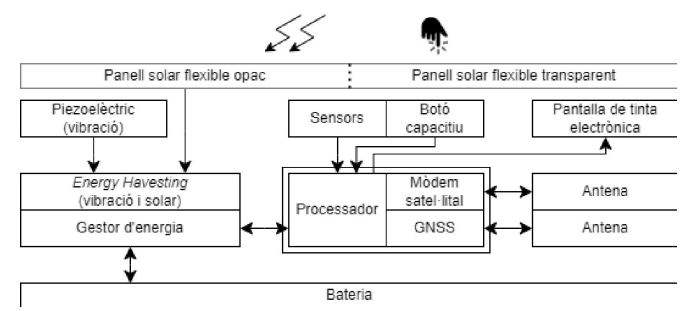 Panell solar flexible opac
Panell solar flexible transparent
Piezoelèctric
(vibració)
Sensors
Botó
capacitiu
Pantalla de tinta
electrònica
Energy Havesting
(vibració i solar)
Gestor d'energia
Processador
Mòdem
satel·lital
GNSS
Antena
Antena
Bateria